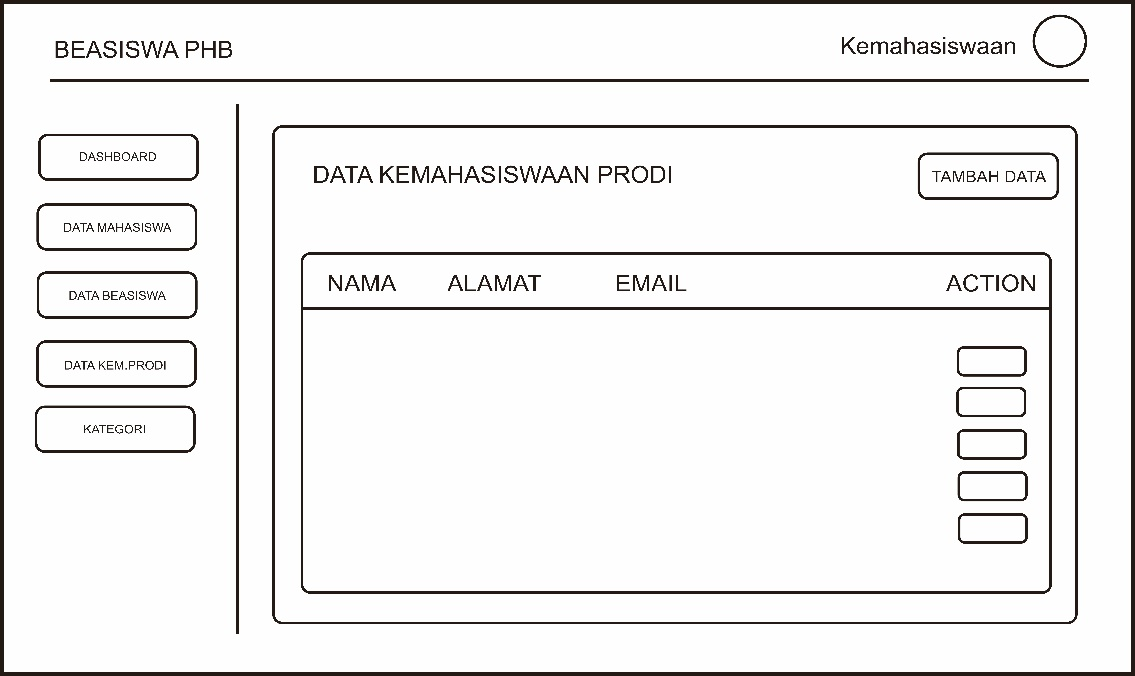 BEASISWA PHB
Kemahasiswaan
DASHBOARD
DATA MAHASISWA
DATA BEASISWA
DATA KEM.PRODI
KATEGORI
DATA KEMAHASISWAAN PRODI
TAMBAH DATA
NAMA ALAMAT EMAIL ACTION